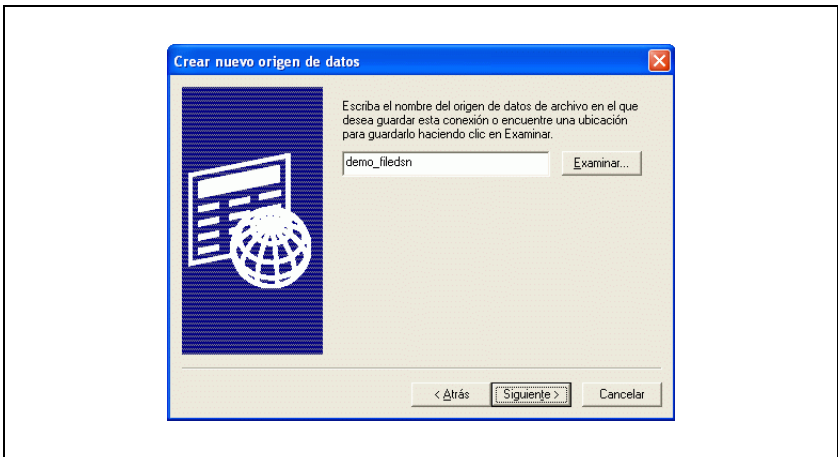 Crear nuevo origen de datos
Escriba el nombre del origen de datos de archivo en el que
desea guardar esta conexión o encuentre una ubicación
para guardarlo haciendo clic en Examinar.
demo_filedsn
Examinar...
< Atrás
Siguiente >
Cancelar